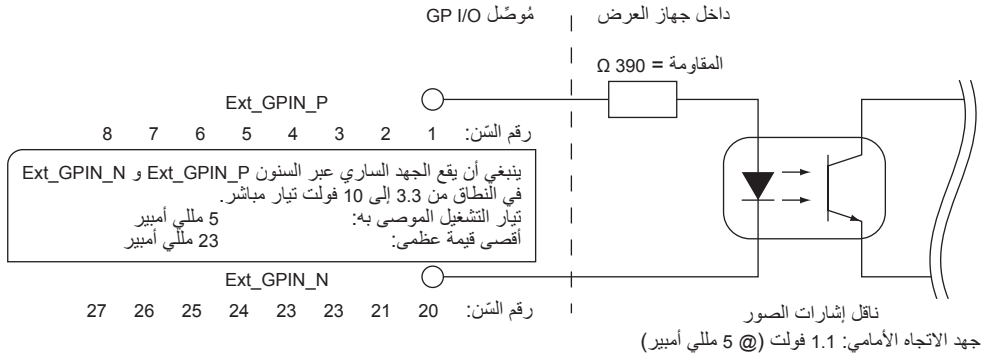 داخل جهاز العرض
مُوصِّل GP I/O
المقاومة = 390 Ω
Ext_GPIN_P
رقم السّن: 1 2 3 4 5 6 7 8
ينبغي أن يقع الجهد الساري عبر السنون Ext_GPIN_P و Ext_GPIN_N
في النطاق من 3.3 إلى 10 فولت تيار مباشر.
تيار التشغيل الموصى به: 5 مللي أمبير
أقصى قيمة عظمى: 23 مللي أمبير
Ext_GPIN_N
رقم السّن: 20 21 23 23 24 25 26 27
ناقل إشارات الصور
جهد الاتجاه الأمامي: 1.1 فولت (@ 5 مللي أمبير)